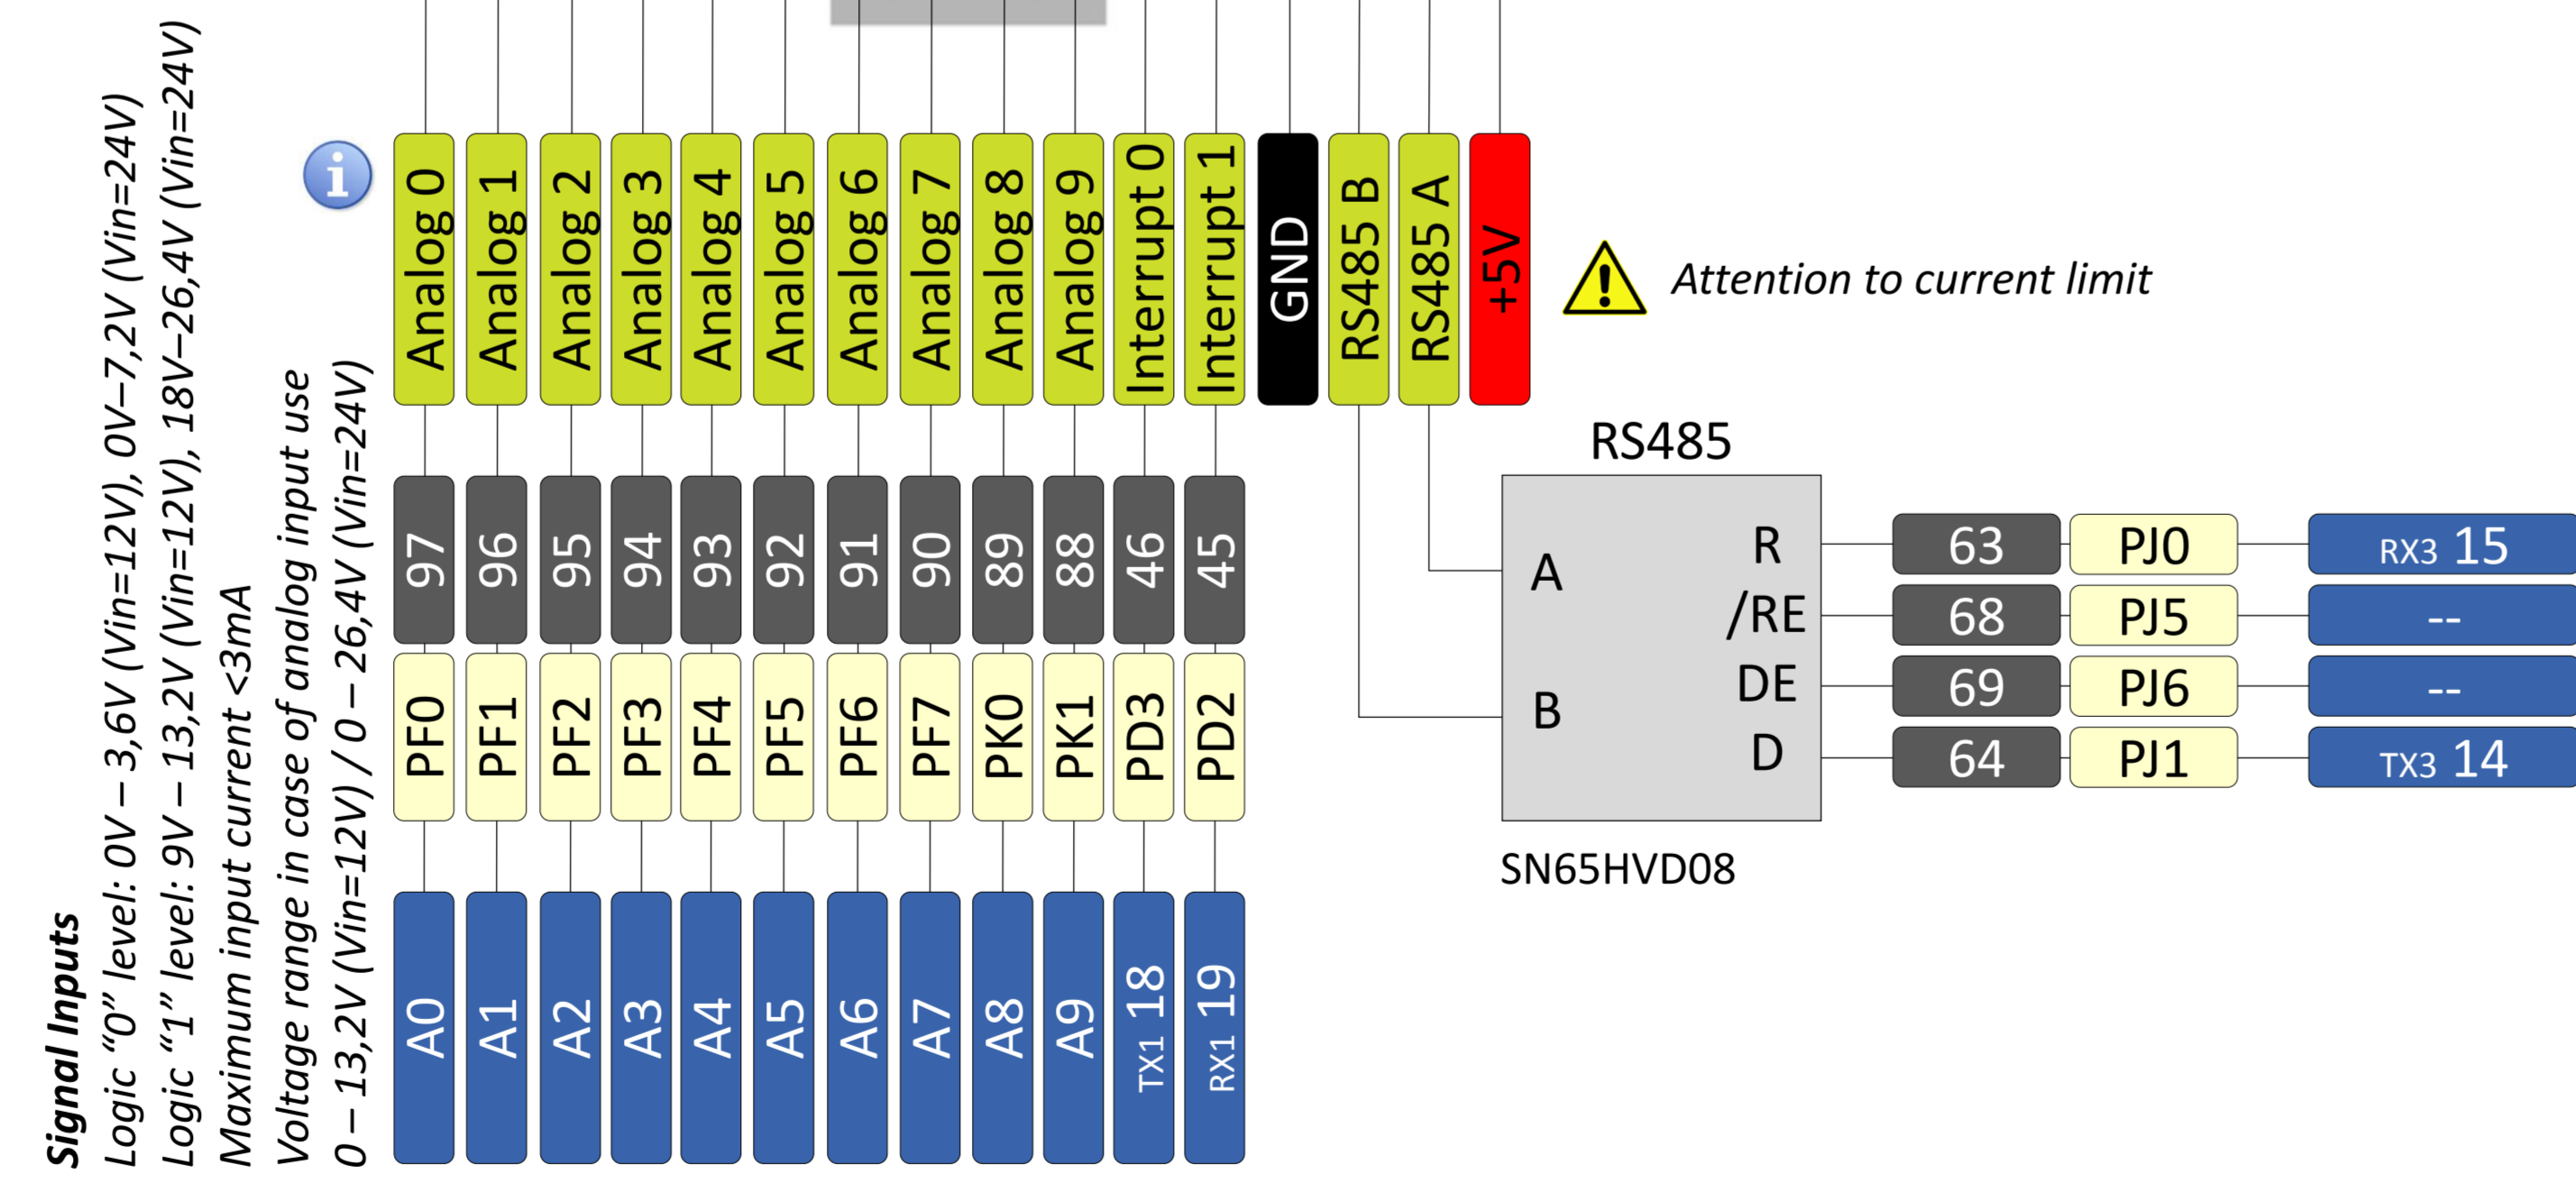 Signal Inputs
Logic “0” level: 0V – 3,6V (Vin=12V), 0V–7,2V (Vin=24V)
Logic “1” level: 9V – 13,2V (Vin=12V), 18V–26,4V (Vin=24V)
Maximum input current <3mA
Voltage range in case of analog input use
0 – 13,2V (Vin=12V) / 0 – 26,4V (Vin=24V)
i
Analog 0
Analog 1
Analog 2
Analog 3
Analog 4
Analog 5
Analog 6
Analog 7
Analog 8
Analog 9
Interrupt 0
Interrupt 1
GND
RS485 B
RS485 A
+5V
! Attention to current limit
97
96
95
94
93
92
91
90
89
88
46
45
PF0
PF1
PF2
PF3
PF4
PF5
PF6
PF7
PK0
PK1
PD3
PD2
A0
A1
A2
A3
A4
A5
A6
A7
A8
A9
TX1 18
RX1 19
RS485
A
B
R 63 PJ0 RX3 15
/RE 68 PJ5 --
DE 69 PJ6 --
D 64 PJ1 TX3 14
SN65HVD08